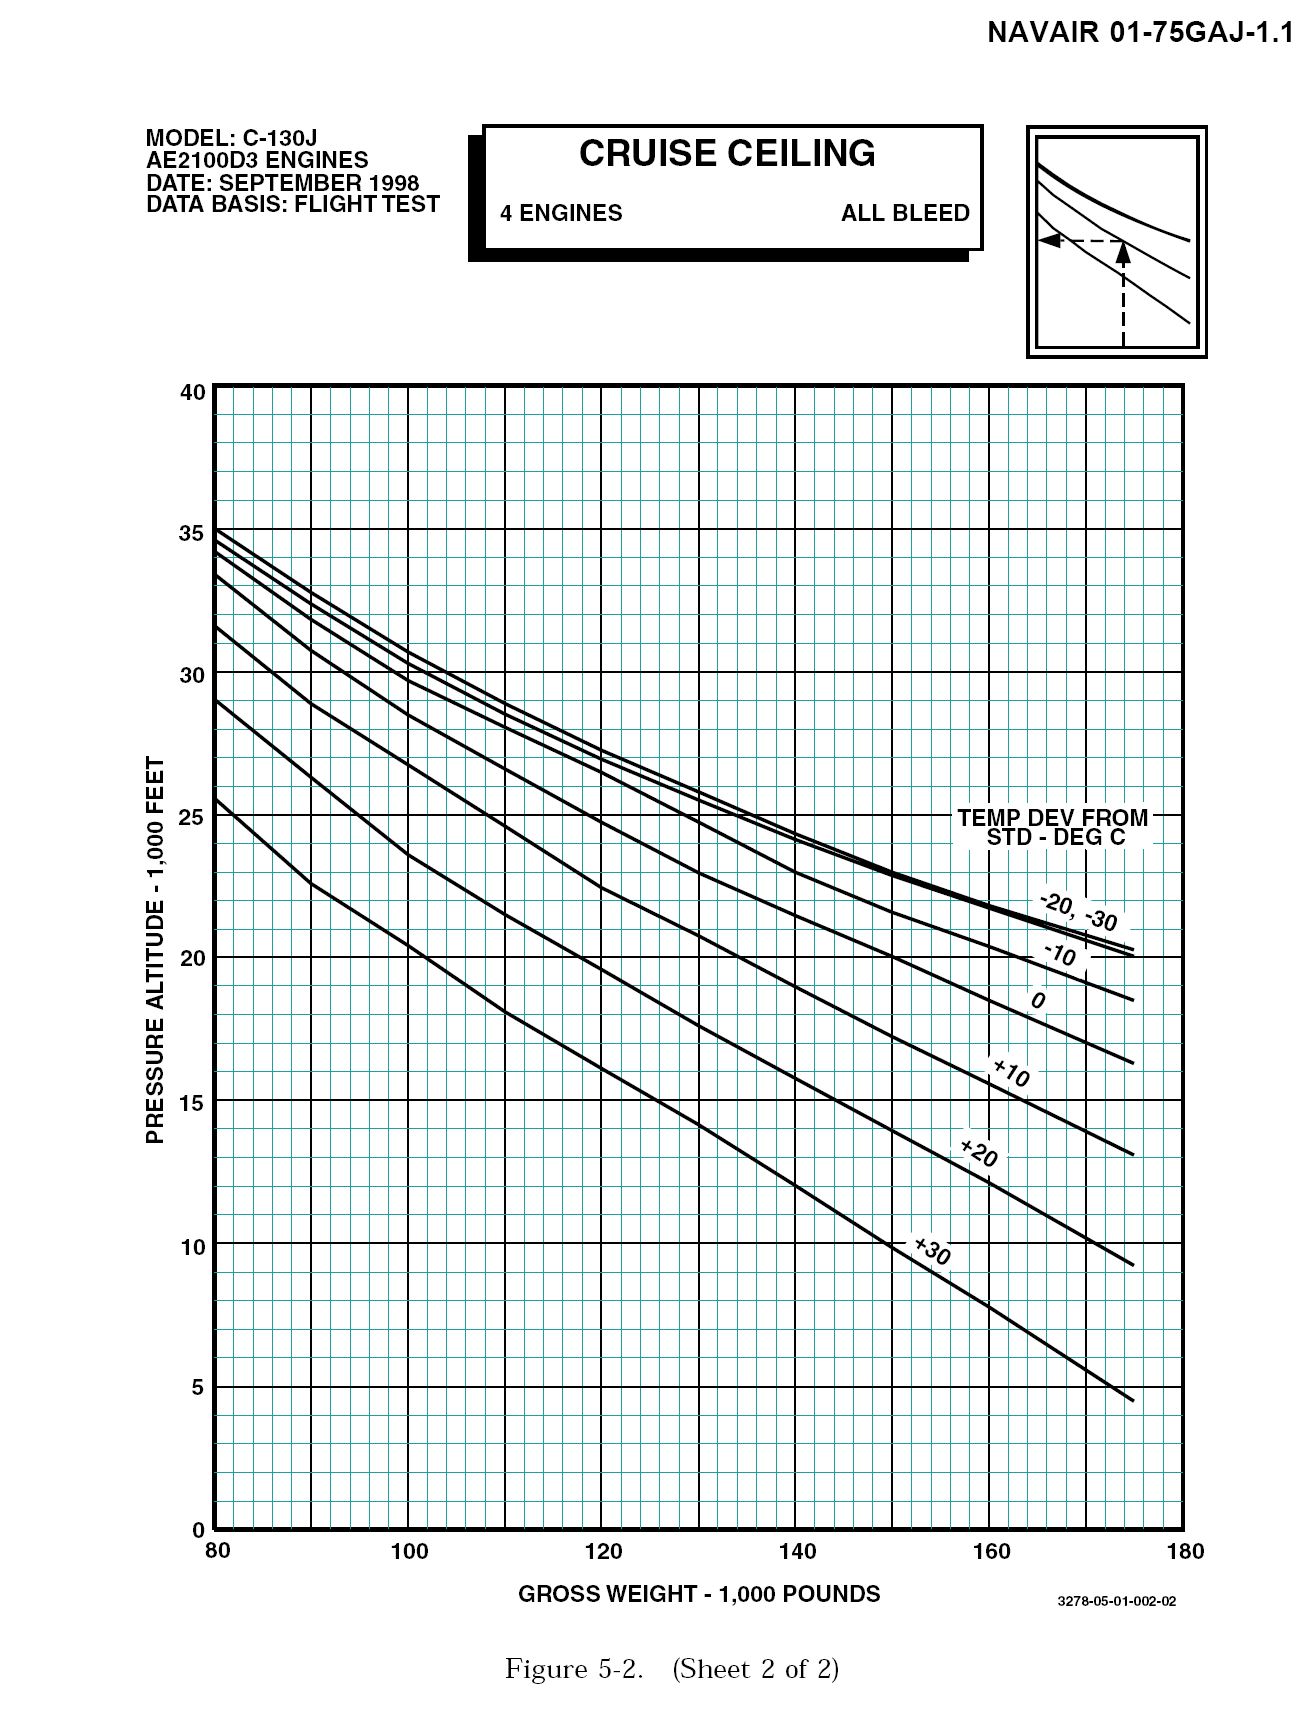 NAVAIR 01-75GAJ-1.1
MODEL: C-130J
AE2100D3 ENGINES
DATE: SEPTEMBER 1998
DATA BASIS: FLIGHT TEST
CRUISE CEILING
4 ENGINES ALL BLEED
40
35
30
25
20
15
10
5
0
PRESSURE ALTITUDE - 1,000 FEET
TEMP DEV FROM
STD - DEG C
-20, -30
-10
0
+10
+20
+30
80 100 120 140 160 180
GROSS WEIGHT - 1,000 POUNDS
3278-05-01-002-02
Figure 5-2. (Sheet 2 of 2)